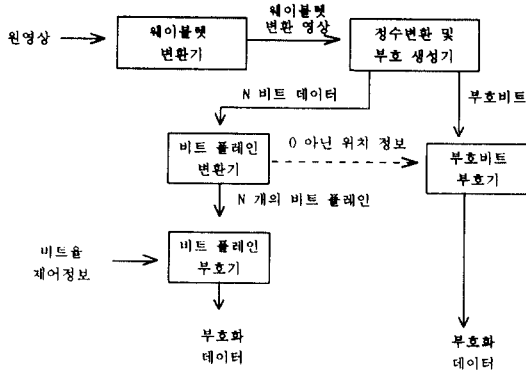 원영상
웨이블렛
변환기
웨이블렛
변환 영상
정수변환 및
부호 생성기
N 비트 데이터
부호비트
비트 플레인
변환기
0 아닌 위치 정보
부호비트
부호기
N 개의 비트 플레인
비트율
제어정보
비트 플레인
부호기
부호화
데이터
부호화
데이터